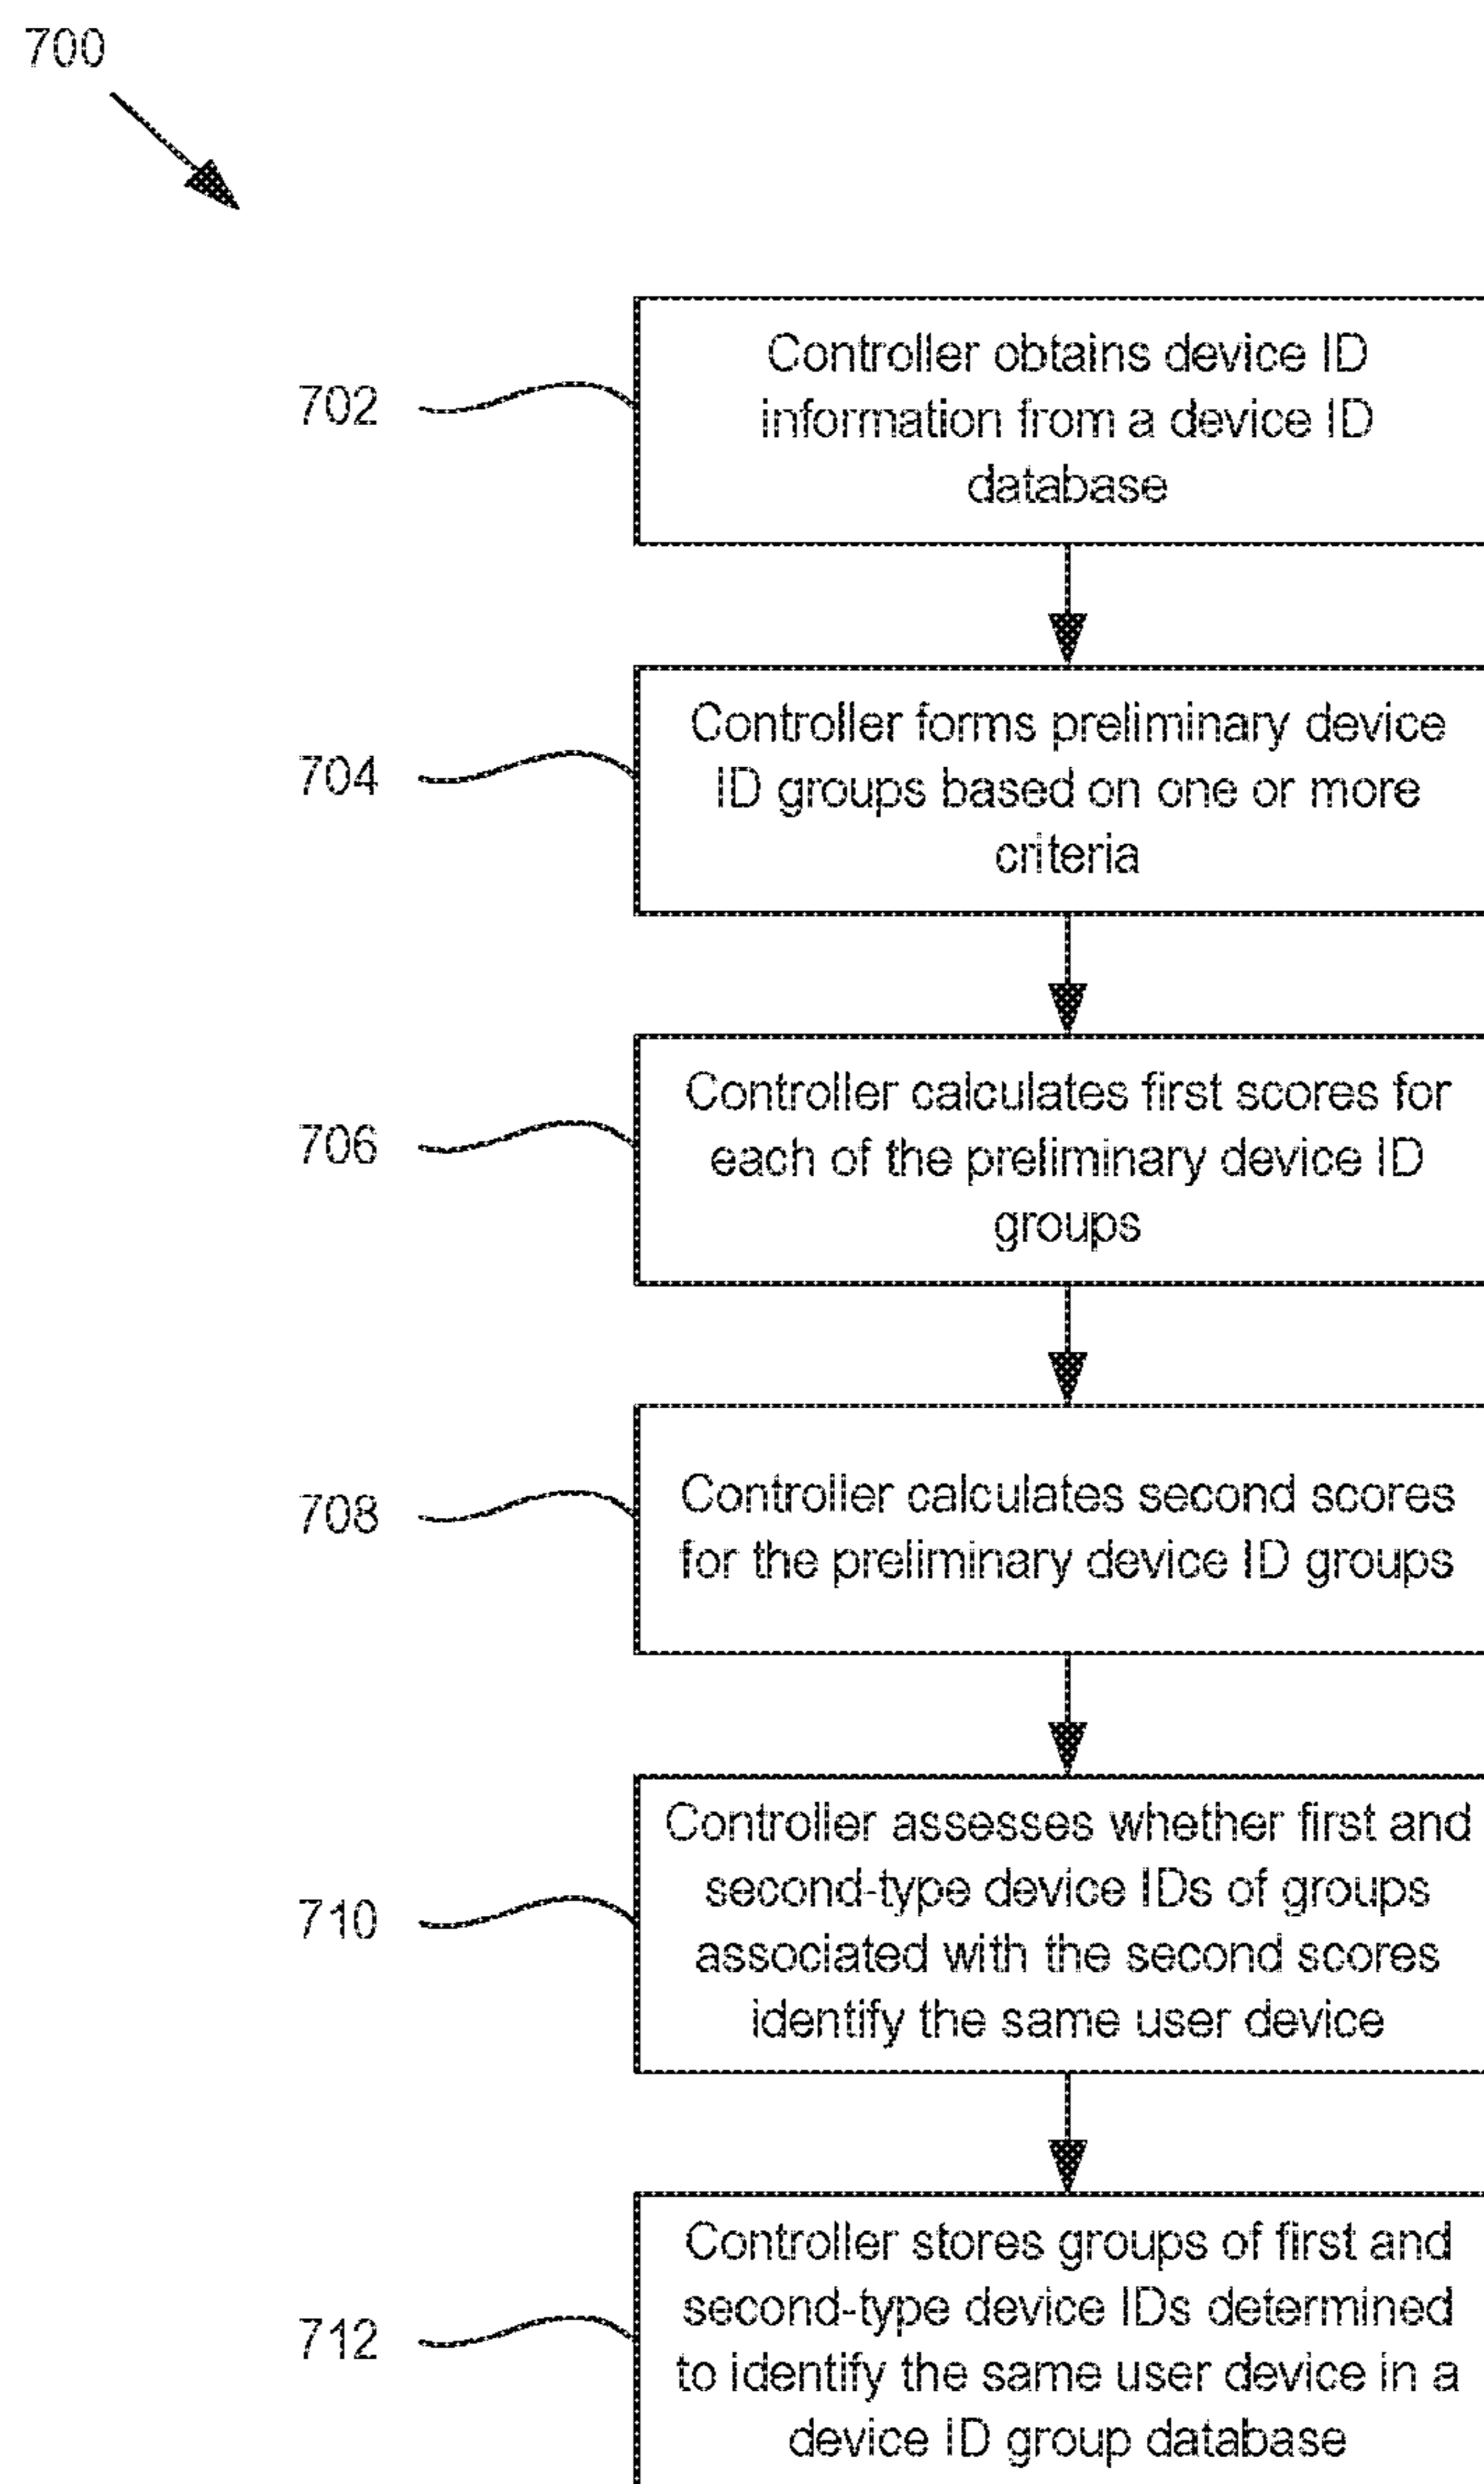 700
702
Controller obtains device ID
information from a device ID
database
704
Controller forms preliminary device
ID groups based on one or more
criteria
706
Controller calculates first scores for
each of the preliminary device ID
groups
708
Controller calculates second scores
for the preliminary device ID groups
710
Controller assesses whether first and
second-type device IDs of groups
associated with the second scores
identify the same user device
712
Controller stores groups of first and
second-type device IDs determined
to identify the same user device in a
device ID group database